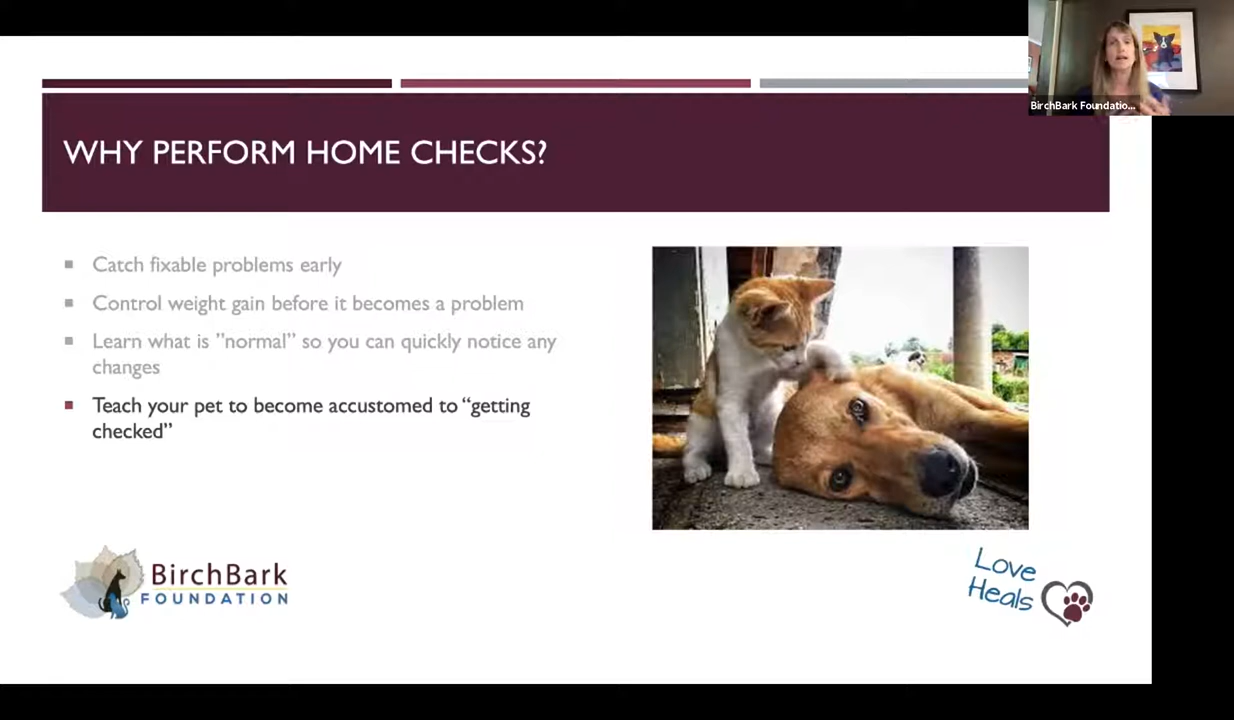 BirchBark Foundatio...
WHY PERFORM HOME CHECKS?
Catch fixable problems early
Control weight gain before it becomes a problem
Learn what is ”normal” so you can quickly notice any
changes
Teach your pet to become accustomed to “getting
checked”
BirchBark
FOUNDATION
Love
Heals